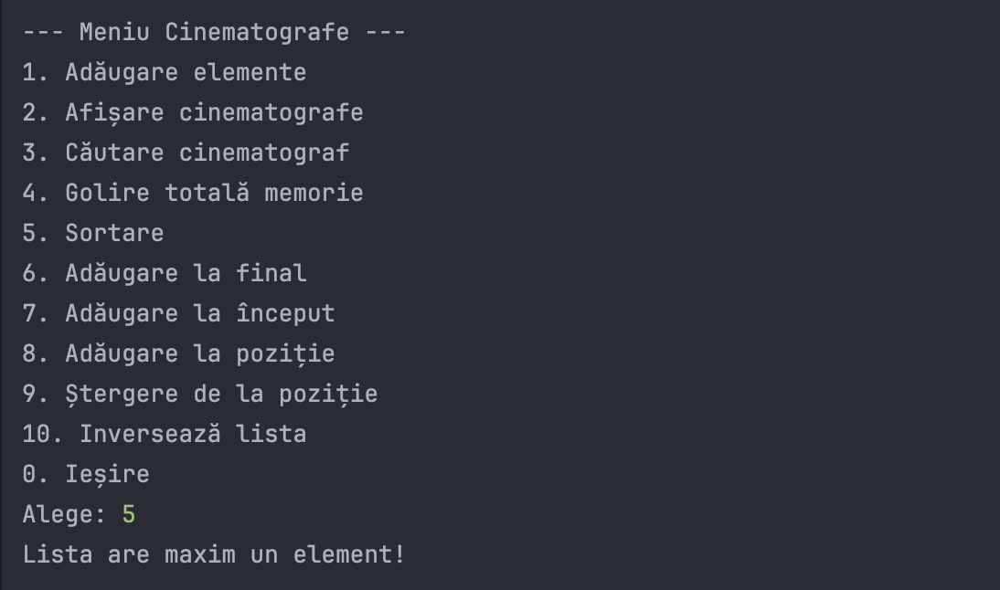 --- Meniu Cinematografe ---
1. Adăugare elemente
2. Afișare cinematografe
3. Căutare cinematograf
4. Golire totală memorie
5. Sortare
6. Adăugare la final
7. Adăugare la început
8. Adăugare la poziție
9. Ștergere de la poziție
10. Inversează lista
0. Ieșire
Alege: 5
Lista are maxim un element!